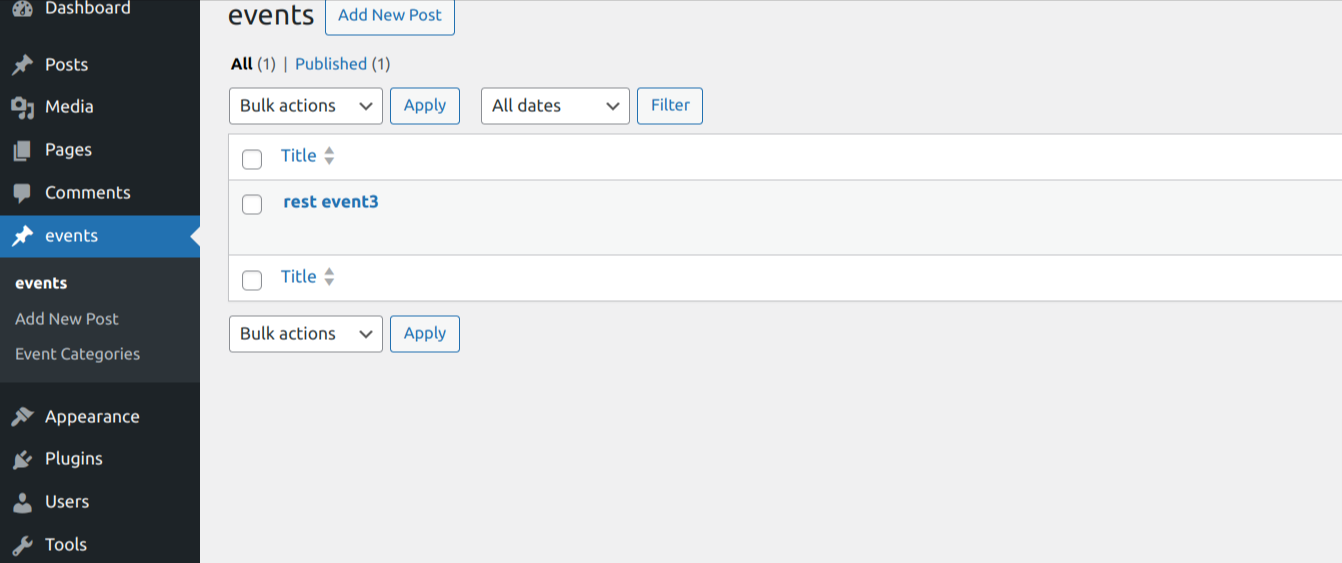 Dashboard
Posts
Media
Pages
Comments
events
events
Add New Post
Event Categories
Appearance
Plugins
Users
Tools
events Add New Post
All (1) | Published (1)
Bulk actions Apply All dates Filter
Title
rest event3
Title
Bulk actions Apply